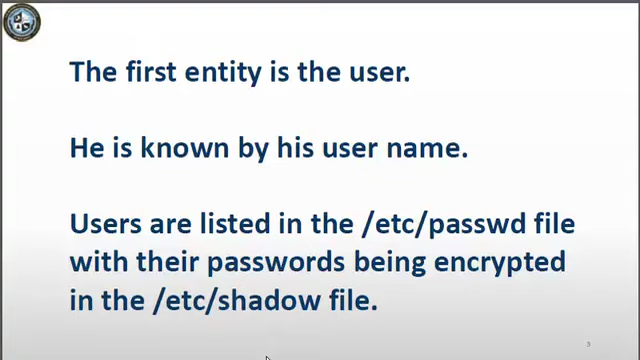 The first entity is the user.
He is known by his user name.
Users are listed in the /etc/passwd file
with their passwords being encrypted
in the /etc/shadow file.
3